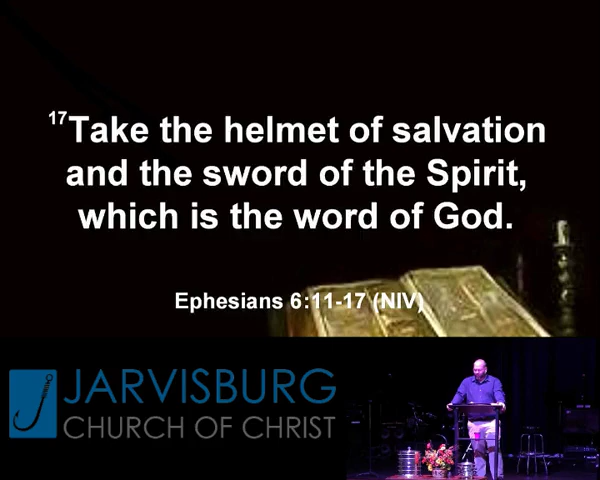 17Take the helmet of salvation
and the sword of the Spirit,
which is the word of God.
Ephesians 6:11-17 (NIV)
JARVISBURG
CHURCH OF CHRIST